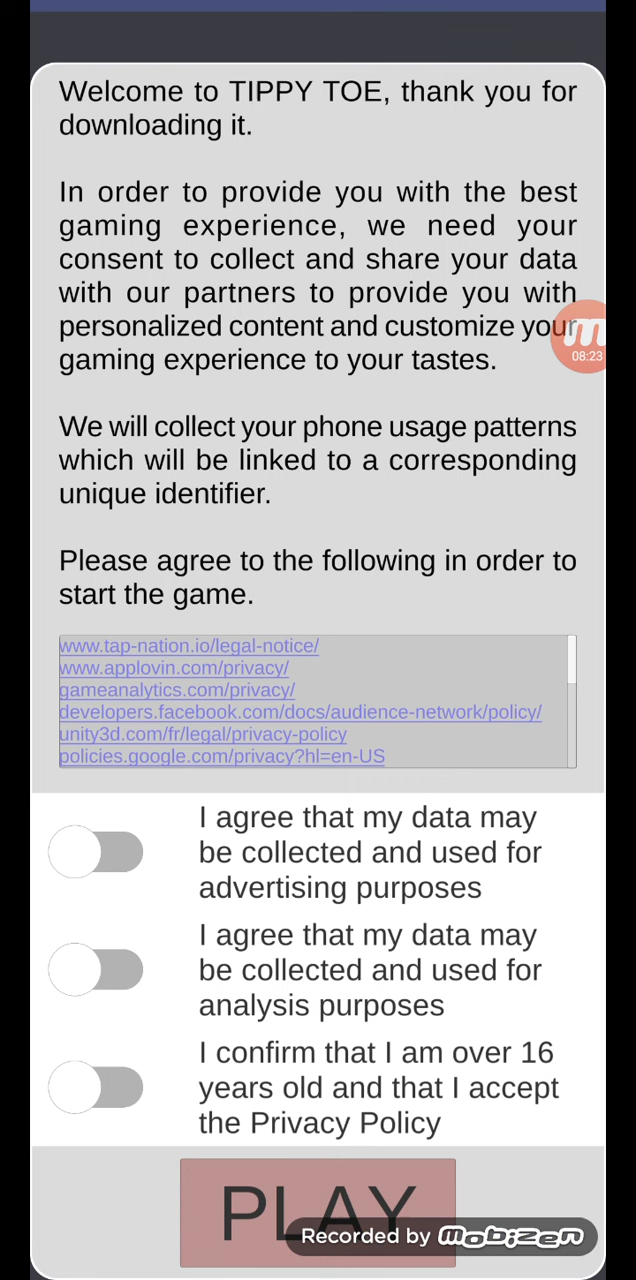 Welcome to TIPPY TOE, thank you for
downloading it.
In order to provide you with the best
gaming experience, we need your
consent to collect and share your data
with our partners to provide you with
personalized content and customize your
gaming experience to your tastes.
08:23
We will collect your phone usage patterns
which will be linked to a corresponding
unique identifier.
Please agree to the following in order to
start the game.
www.tap-nation.io/legal-notice/
www.applovin.com/privacy/
gameanalytics.com/privacy/
developers.facebook.com/docs/audience-network/policy/
unity3d.com/fr/legal/privacy-policy
policies.google.com/privacy?hl=en-US
I agree that my data may
be collected and used for
advertising purposes
I agree that my data may
be collected and used for
analysis purposes
I confirm that I am over 16
years old and that I accept
the Privacy Policy
PLAY
Recorded by mobizen